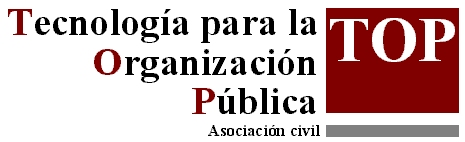 Tecnología para la
Organización
Pública
Asociación civil
TOP